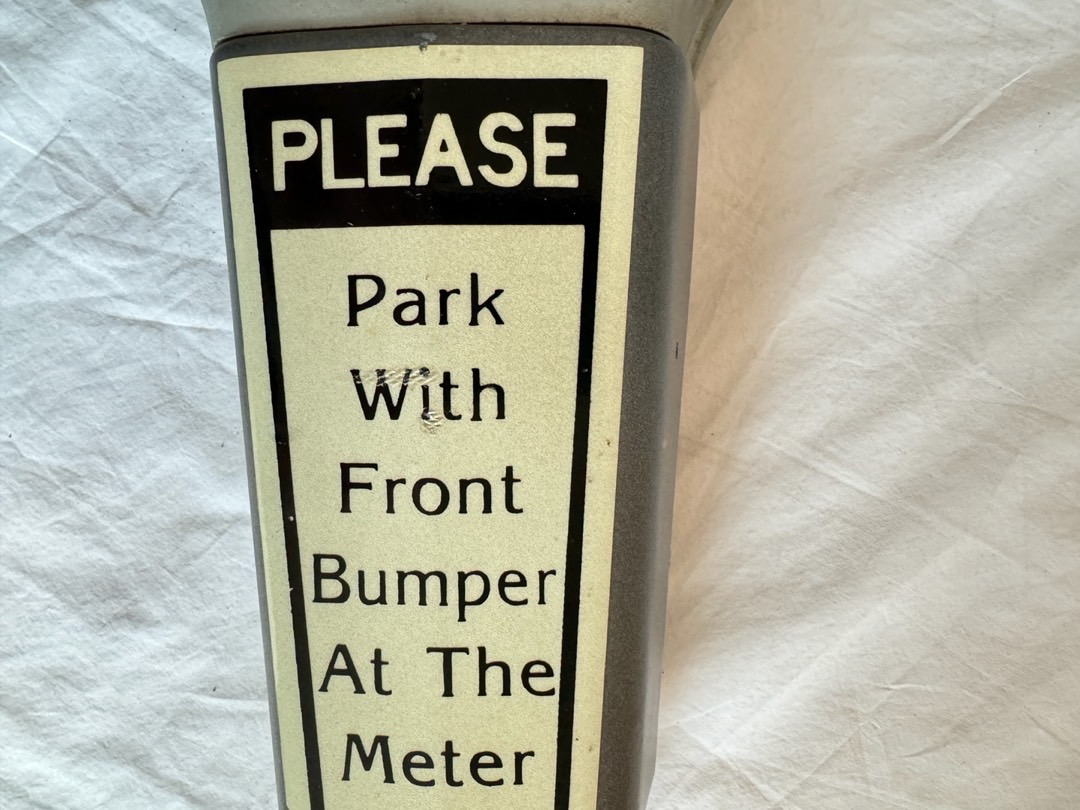 PLEASE
Park
With
Front
Bumper
At The
Meter